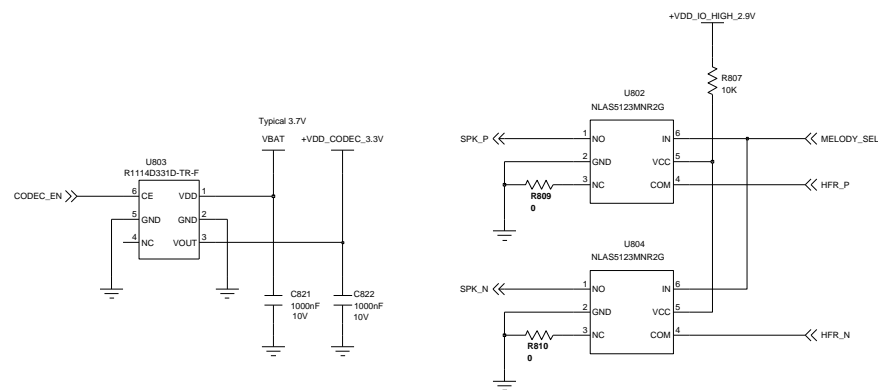 Typical 3.7V
VBAT
+VDD_CODEC_3.3V
U803
R1114D331D-TR-F
CODEC_EN
6
CE
VDD
1
5
GND
GND
2
4
NC
VOUT
3
C821
1000nF
10V
C822
1000nF
10V
+VDD_IO_HIGH_2.9V
R807
10K
U802
NLAS5123MNR2G
SPK_P
1
NO
IN
6
MELODY_SEL
2
GND
VCC
5
3
NC
COM
4
HFR_P
R809
0
U804
NLAS5123MNR2G
SPK_N
1
NO
IN
6
2
GND
VCC
5
3
NC
COM
4
HFR_N
R810
0